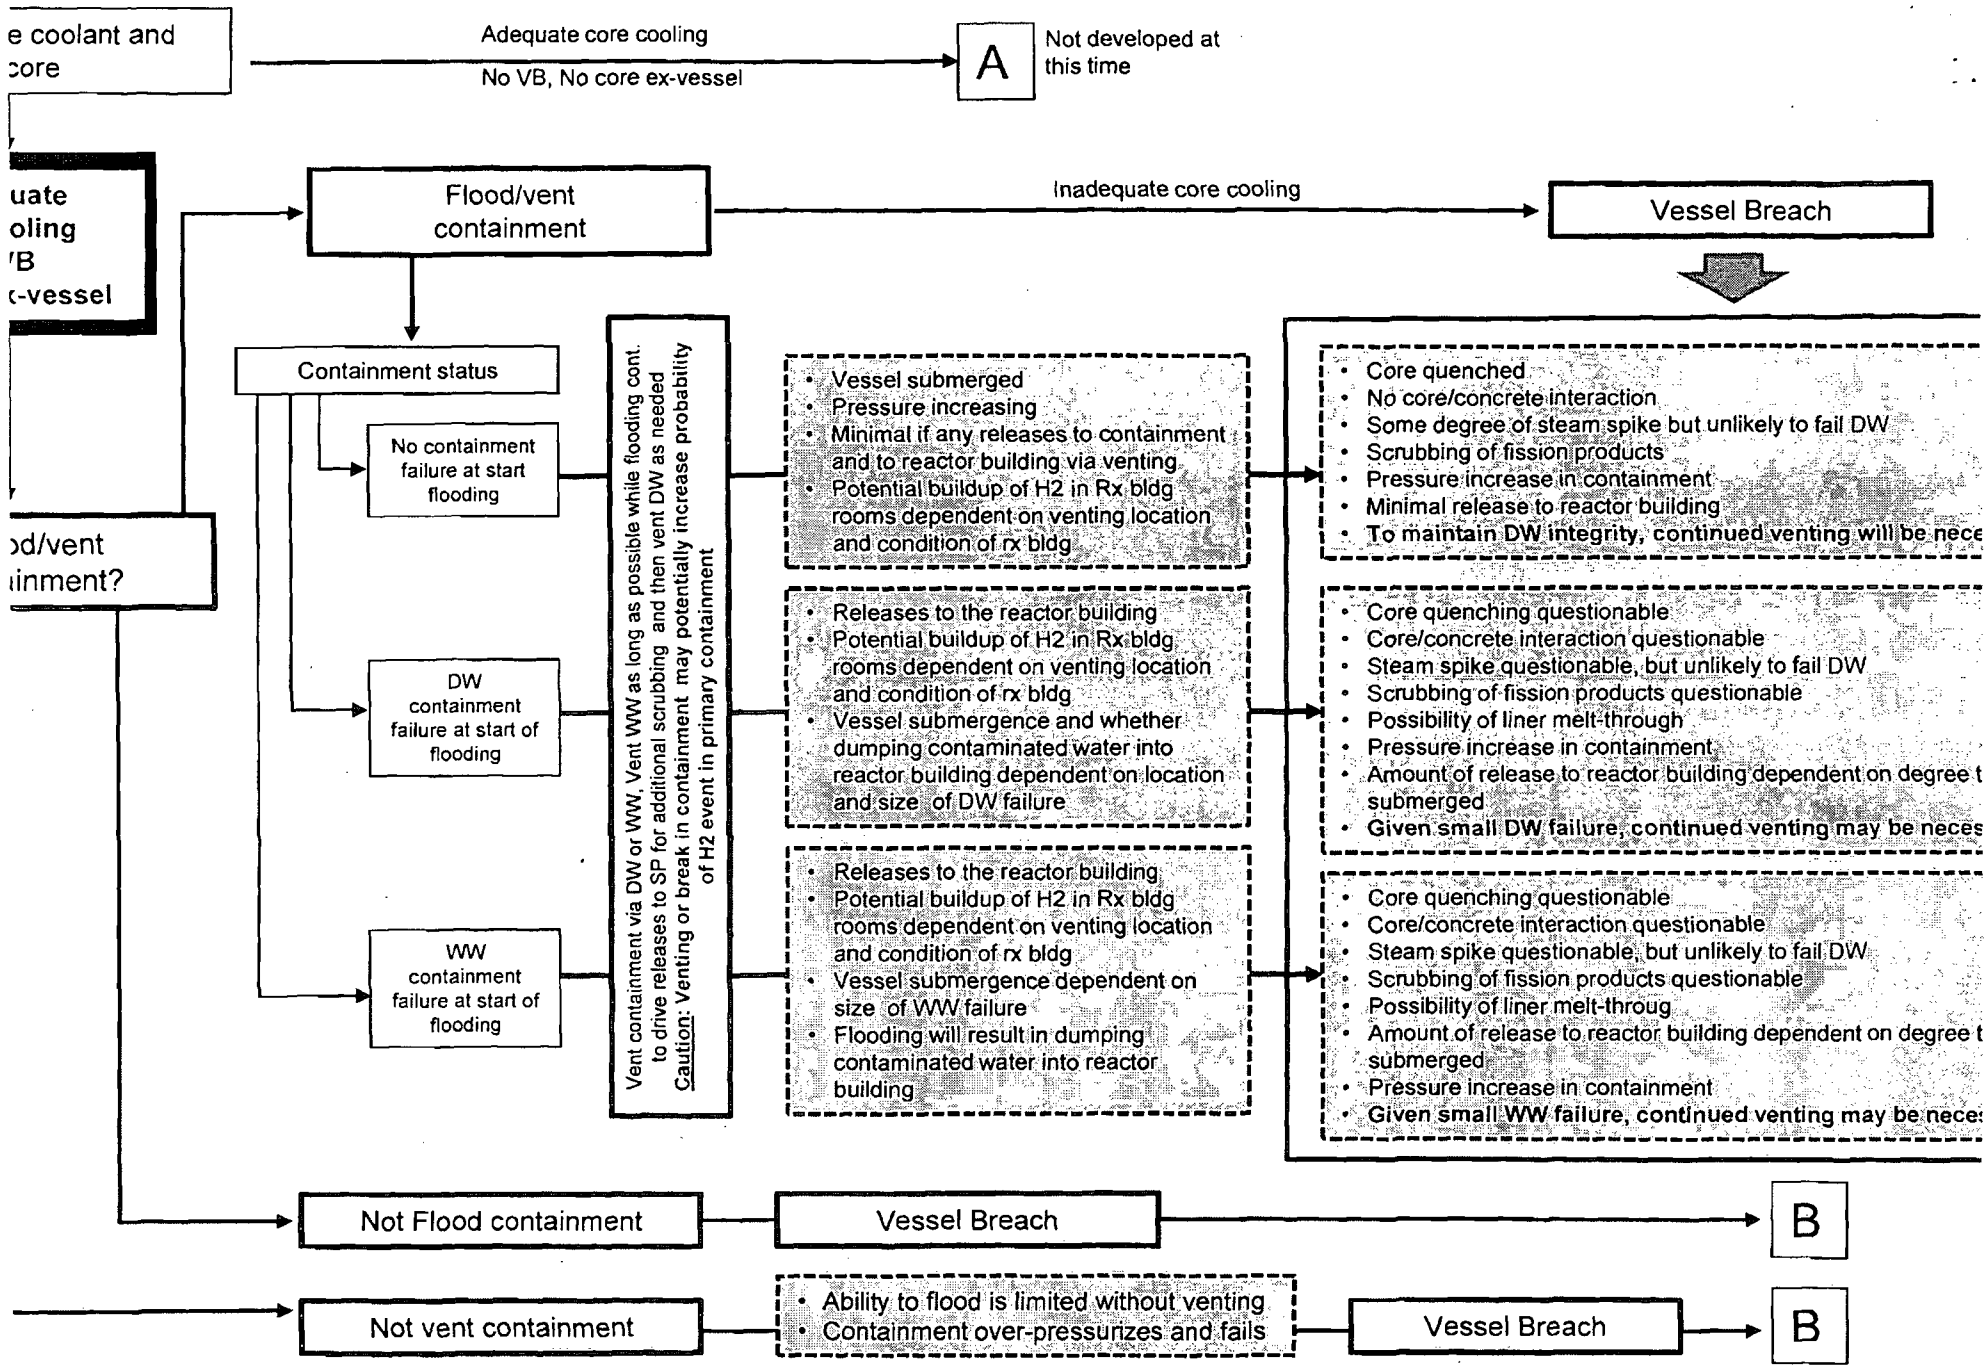 e coolant and
core
Adequate core cooling
No VB, No core ex-vessel
A
Not developed at
this time
uate
oling
VB
x-vessel
Flood/vent
containment
Inadequate core cooling
Vessel Breach
Containment status
No containment
failure at start
flooding
DW
containment
failure at start of
flooding
WW
containment
failure at start of
flooding
od/vent
ainment?
Vent containment via DW or WW, Vent WW as long as possible while flooding cont.
to drive releases to SP for additional scrubbing and then vent DW as needed
Caution: Venting or break in containment may potentially increase probability
of H2 event in primary containment
• Vessel submerged
• Pressure increasing
• Minimal if any releases to containment
and to reactor building via venting
• Potential buildup of H2 in Rx bldg
rooms dependent on venting location
and condition of rx bldg
• Releases to the reactor building
• Potential buildup of H2 in Rx bldg
rooms dependent on venting location
and condition of rx bldg
• Vessel submergence and whether
dumping contaminated water into
reactor building dependent on location
and size of DW failure
• Releases to the reactor building
• Potential buildup of H2 in Rx bldg
rooms dependent on venting location
and condition of rx bldg
• Vessel submergence dependent on
size of WW failure
• Flooding will result in dumping
contaminated water into reactor
building
• Core quenched
• No core/concrete interaction
• Some degree of steam spike but unlikely to fail DW
• Scrubbing of fission products
• Pressure increase in containment
• Minimal release to reactor building
• To maintain DW integrity, continued venting will be nece
• Core quenching questionable
• Core/concrete interaction questionable
• Steam spike questionable, but unlikely to fail DW
• Scrubbing of fission products questionable
• Possibility of liner melt-through
• Pressure increase in containment
• Amount of release to reactor building dependent on degree t
submerged
• Given small DW failure, continued venting may be neces
• Core quenching questionable
• Core/concrete interaction questionable
• Steam spike questionable, but unlikely to fail DW
• Scrubbing of fission products questionable
• Possibility of liner melt-throug
• Amount of release to reactor building dependent on degree t
submerged
• Pressure increase in containment
• Given small WW failure, continued venting may be neces
Not Flood containment
Vessel Breach
B
Not vent containment
• Ability to flood is limited without venting
• Containment over-pressurizes and fails
Vessel Breach
B